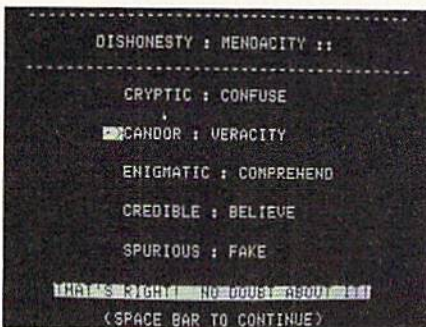 DISHONESTY : MENDACITY ::
CRYPTIC : CONFUSE
CANDOR : VERACITY
ENIGMATIC : COMPREHEND
CREDIBLE : BELIEVE
SPURIOUS : FAKE
THAT'S RIGHT! NO DOUBT ABOUT IT!
(SPACE BAR TO CONTINUE)